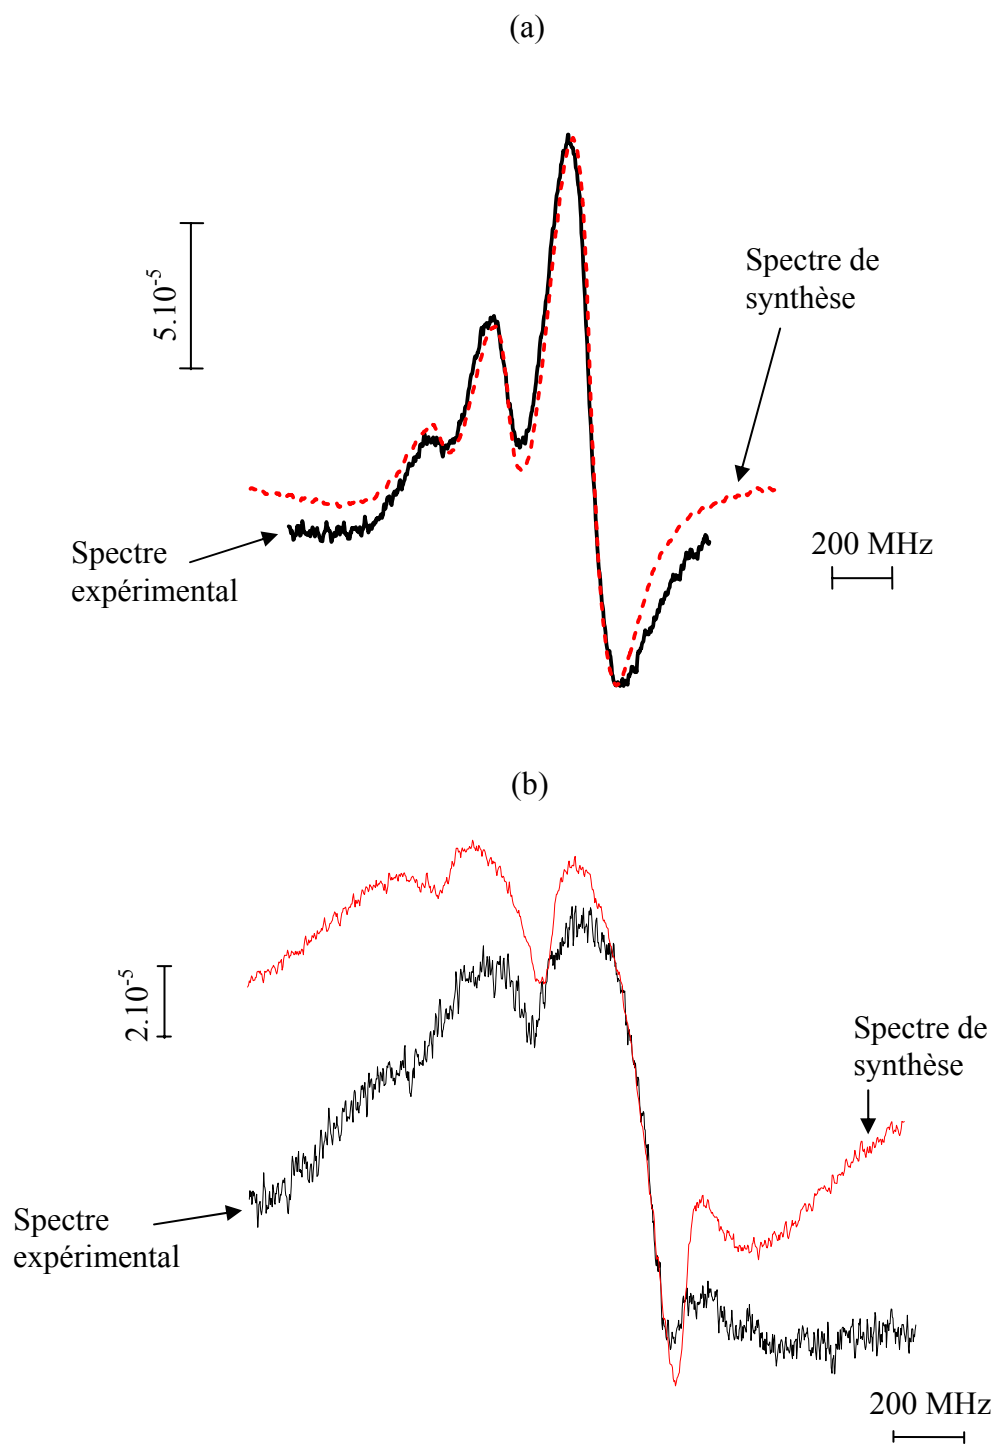 (a)
5.10⁻⁵
Spectre de
synthèse
200 MHz
Spectre
expérimental
(b)
2.10⁻⁵
Spectre de
synthèse
Spectre
expérimental
200 MHz